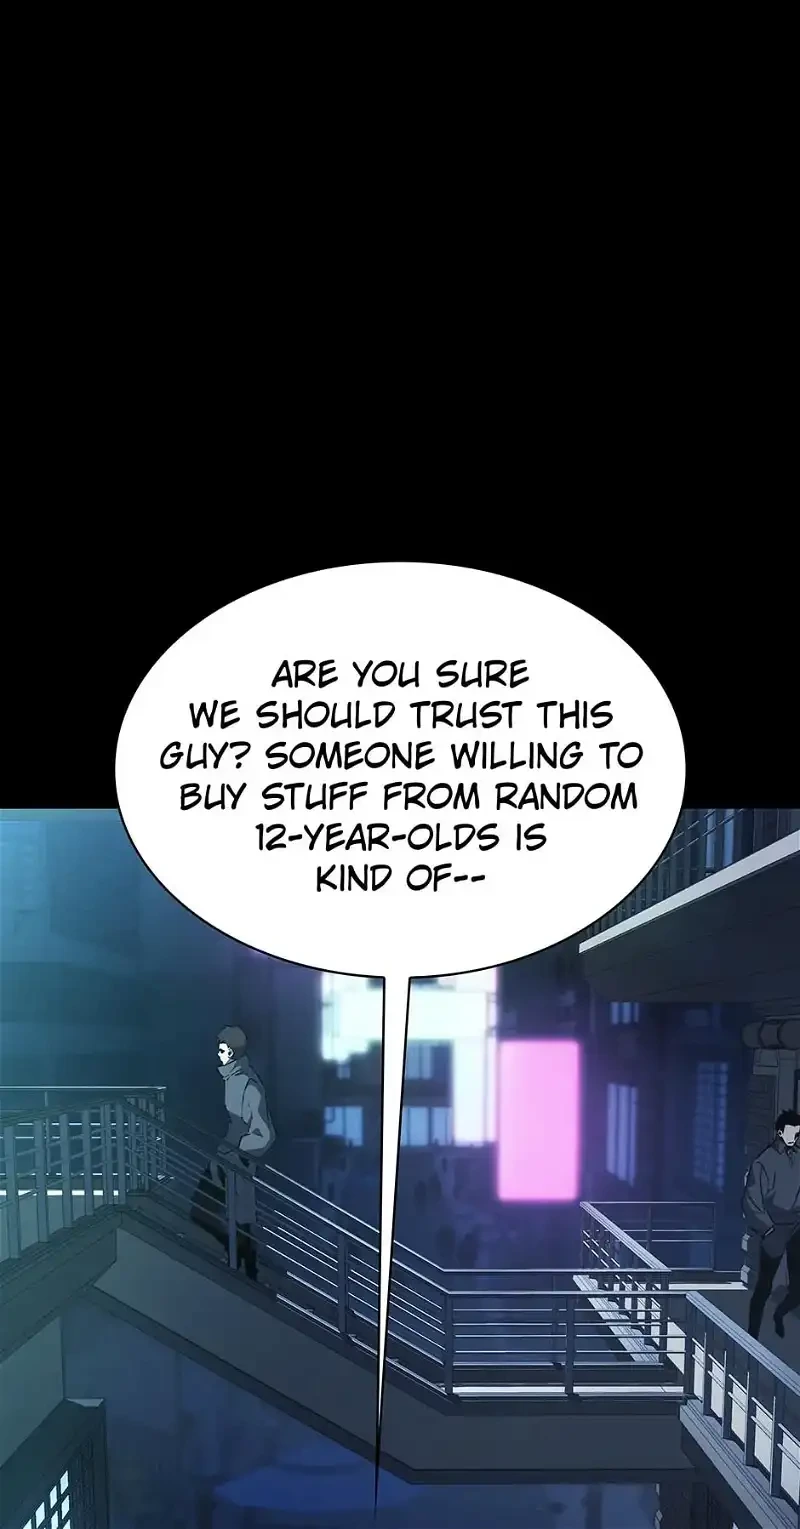 ARE YOU SURE
WE SHOULD TRUST THIS
GUY? SOMEONE WILLING TO
BUY STUFF FROM RANDOM
12-YEAR-OLDS IS
KIND OF--